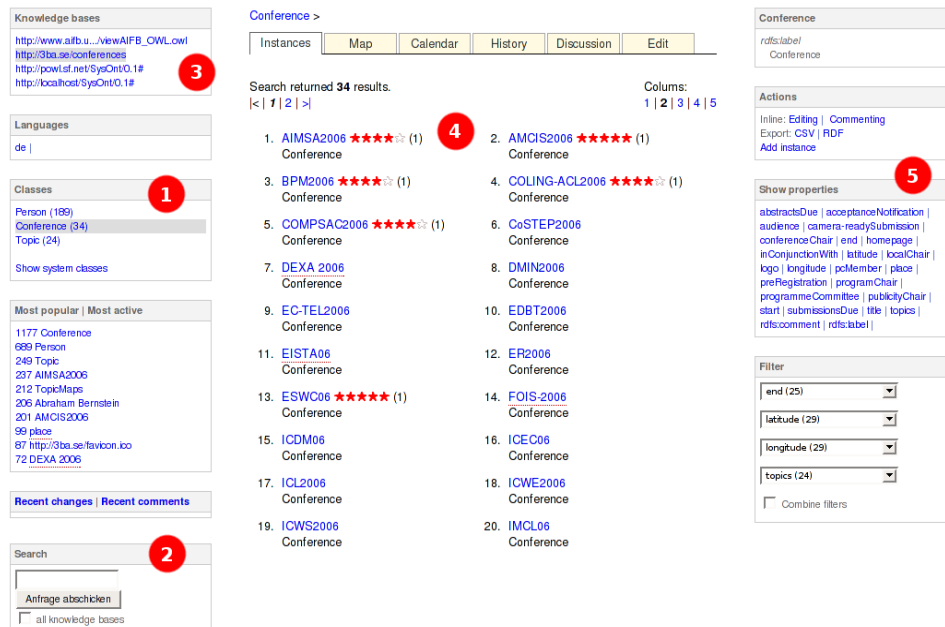 Knowledge bases
http://www.aifb.u.../viewAIFB_OWL.owl
http://3ba.se/conferences
http://powl.sf.net/SysOnt/0.1#
http://localhost/SysOnt/0.1#
3
Languages
de |
Classes
1
Person (189)
Conference (34)
Topic (24)
Show system classes
Most popular | Most active
1177 Conference
689 Person
249 Topic
237 AIMSA2006
212 TopicMaps
206 Abraham Bernstein
201 AMCIS2006
99 place
87 http://3ba.se/favicon.ico
72 DEXA 2006
Recent changes | Recent comments
Search
2
Anfrage abschicken
all knowledge bases
Conference >
Instances Map Calendar History Discussion Edit
Search returned 34 results. Colums:
|< | 1 | 2 | >| 1 | 2 | 3 | 4 | 5
4
1. AIMSA2006 ★★★★☆ (1) 2. AMCIS2006 ★★★★★ (1)
Conference Conference
3. BPM2006 ★★★★☆ (1) 4. COLING-ACL2006 ★★★★☆ (1)
Conference Conference
5. COMPSAC2006 ★★★★☆ (1) 6. CoSTEP2006
Conference Conference
7. DEXA 2006 8. DMIN2006
Conference Conference
9. EC-TEL2006 10. EDBT2006
Conference Conference
11. EISTA06 12. ER2006
Conference Conference
13. ESWC06 ★★★★★ (1) 14. FOIS-2006
Conference Conference
15. ICDM06 16. ICEC06
Conference Conference
17. ICL2006 18. ICWE2006
Conference Conference
19. ICWS2006 20. IMCL06
Conference Conference
Conference
rdfs:label
Conference
Actions
Inline: Editing | Commenting
Export: CSV | RDF
Add instance
5
Show properties
abstractsDue | acceptanceNotification |
audience | camera-readySubmission |
conferenceChair | end | homepage |
inConjunctionWith | latitude | localChair |
logo | longitude | pcMember | place |
preRegistration | programChair |
programmeCommittee | publicityChair |
start | submissionsDue | title | topics |
rdfs:comment | rdfs:label |
Filter
end (25)
latitude (29)
longitude (29)
topics (24)
Combine filters